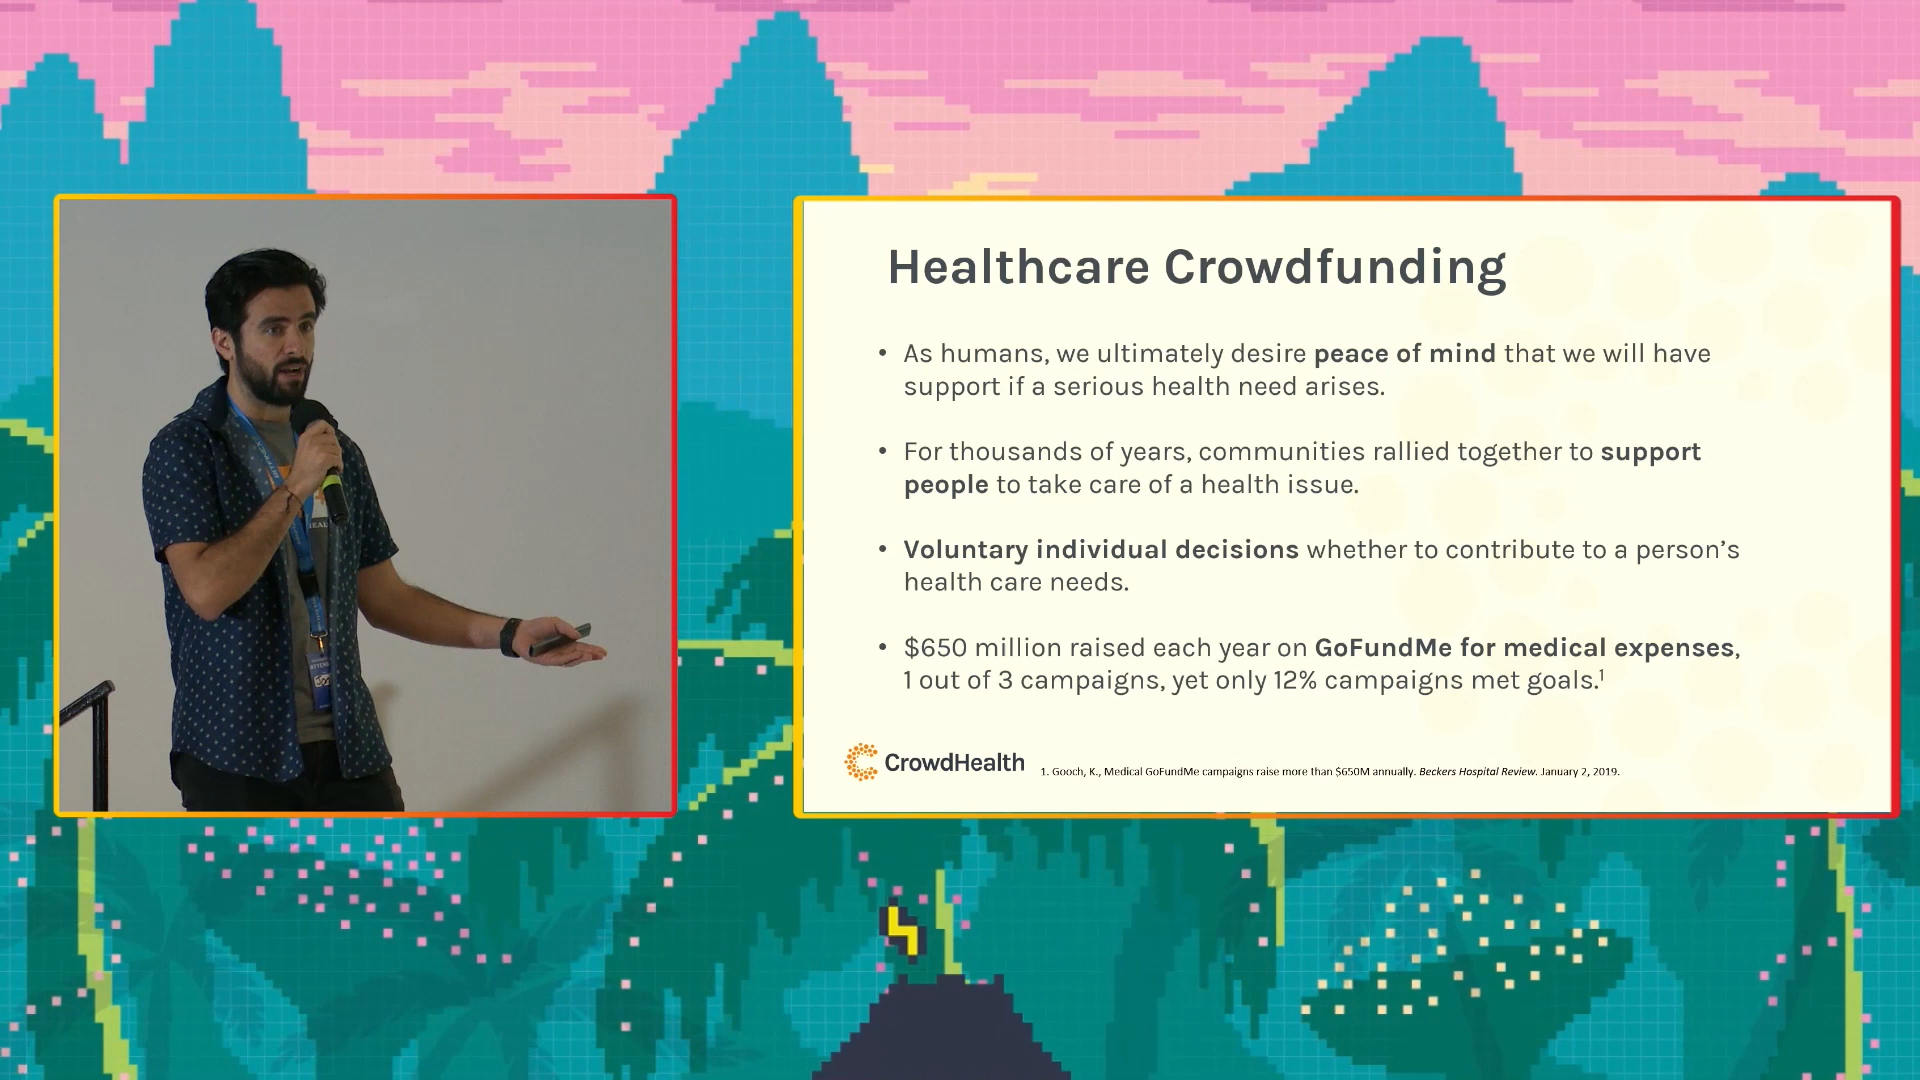 Healthcare Crowdfunding
• As humans, we ultimately desire peace of mind that we will have
support if a serious health need arises.
• For thousands of years, communities rallied together to support
people to take care of a health issue.
• Voluntary individual decisions whether to contribute to a person’s
health care needs.
• $650 million raised each year on GoFundMe for medical expenses,
1 out of 3 campaigns, yet only 12% campaigns met goals.¹
CrowdHealth
1. Gooch, K., Medical GoFundMe campaigns raise more than $650M annually. Beckers Hospital Review. January 2, 2019.